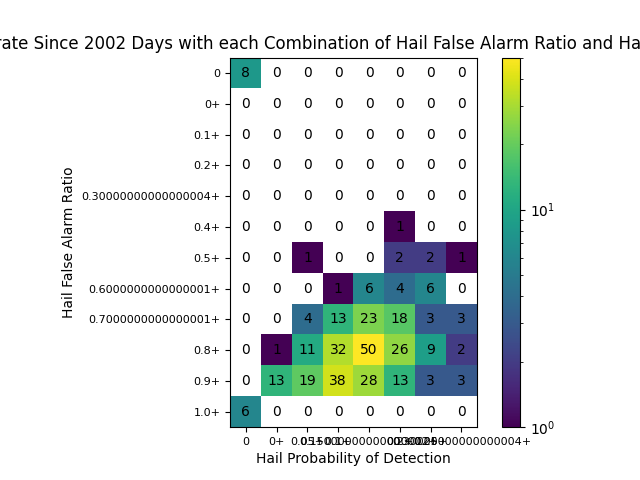 rate Since 2002 Days with each Combination of Hail False Alarm Ratio and Ha
0 8 0 0 0 0 0 0 0
0+ 0 0 0 0 0 0 0 0
0.1+ 0 0 0 0 0 0 0 0
0.2+ 0 0 0 0 0 0 0 0
0.30000000000000004+ 0 0 0 0 0 0 0 0
0.4+ 0 0 0 0 0 1 0 0
0.5+ 0 0 1 0 0 2 2 1
0.6000000000000001+ 0 0 0 1 6 4 6 0
0.7000000000000001+ 0 0 4 13 23 18 3 3
0.8+ 0 1 11 32 50 26 9 2
0.9+ 0 13 19 38 28 13 3 3
1.0+ 6 0 0 0 0 0 0 0
0 0+
Hail Probability of Detection
Hail False Alarm Ratio
10¹
10⁰